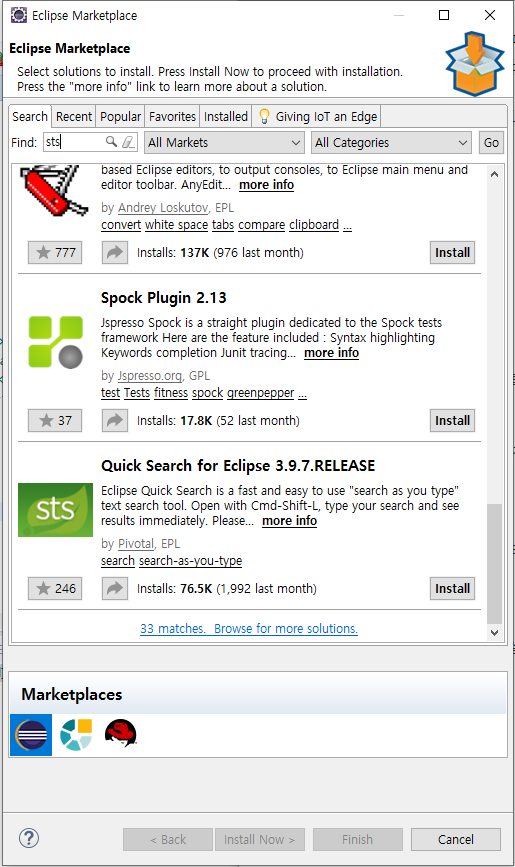 Eclipse Marketplace
Eclipse Marketplace
Select solutions to install. Press Install Now to proceed with installation.
Press the "more info" link to learn more about a solution.
Search Recent Popular Favorites Installed Giving IoT an Edge
Find: sts All Markets All Categories Go
based Eclipse editors, to output consoles, to Eclipse main menu and
editor toolbar. AnyEdit... more info
by Andrey Loskutov, EPL
convert white space tabs compare clipboard ...
777 Installs: 137K (976 last month) Install
Spock Plugin 2.13
Jspresso Spock is a straight plugin dedicated to the Spock tests
framework Here are the feature included : Syntax highlighting
Keywords completion Junit tracing... more info
by Jspresso.org, GPL
test Tests fitness spock greenpepper ...
37 Installs: 17.8K (52 last month) Install
Quick Search for Eclipse 3.9.7.RELEASE
sts
Eclipse Quick Search is a fast and easy to use "search as you type"
text search tool. Open with Cmd-Shift-L, type your search and see
results immediately. Please... more info
by Pivotal, EPL
search search-as-you-type
246 Installs: 76.5K (1,992 last month) Install
33 matches. Browse for more solutions.
Marketplaces
? < Back Install Now > Finish Cancel